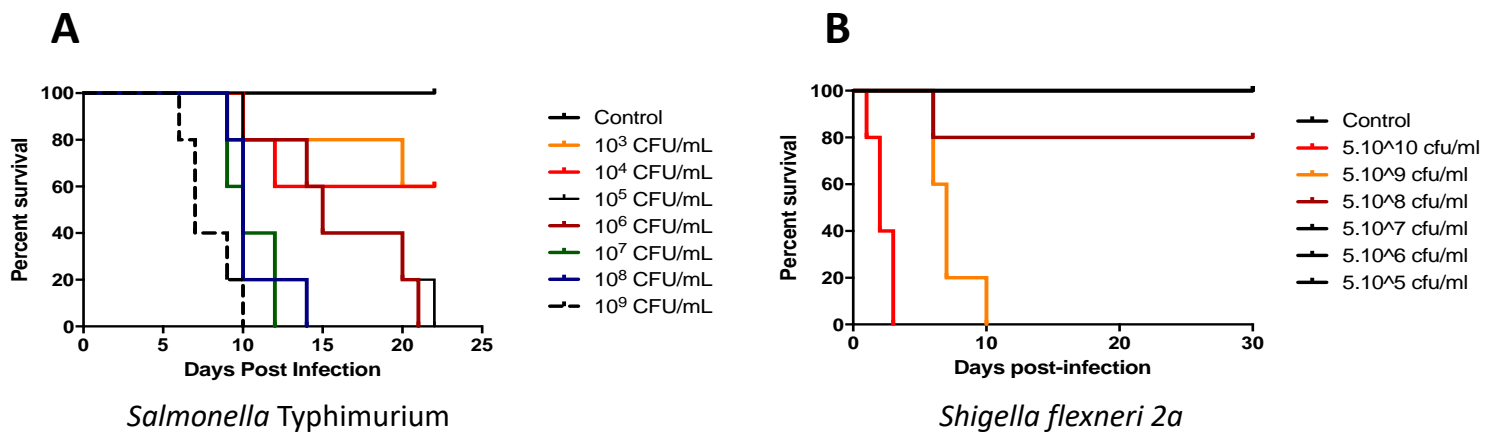 A
Percent survival
100
80
60
40
20
0
0 5 10 15 20 25
Days Post Infection
Control
10³ CFU/mL
10⁴ CFU/mL
10⁵ CFU/mL
10⁶ CFU/mL
10⁷ CFU/mL
10⁸ CFU/mL
10⁹ CFU/mL
Salmonella Typhimurium
B
Percent survival
100
80
60
40
20
0
0 10 20 30
Days post-infection
Control
5.10^10 cfu/ml
5.10^9 cfu/ml
5.10^8 cfu/ml
5.10^7 cfu/ml
5.10^6 cfu/ml
5.10^5 cfu/ml
Shigella flexneri 2a